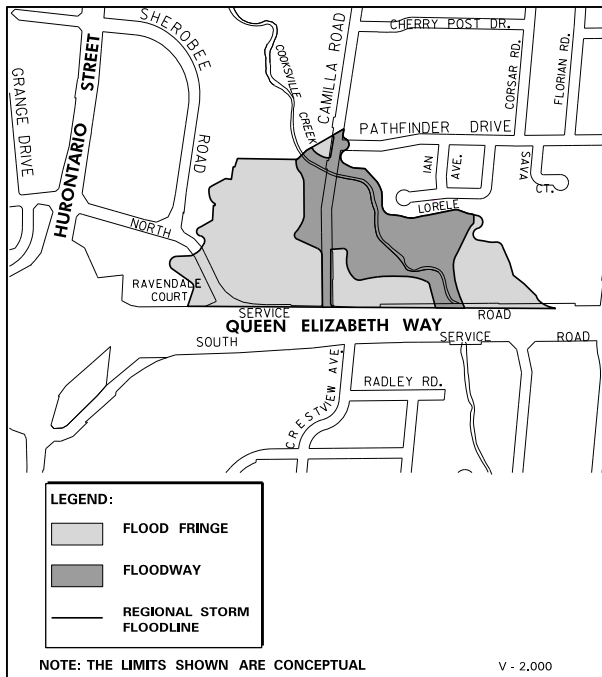 CHERRY POST DR.
SHEROBEE
ROAD
GRANGE DRIVE
HURONTARIO STREET
COOKSVILLE CREEK
CAMILLA ROAD
CORSAR RD.
FLORIAN RD.
PATHFINDER DRIVE
IAN AVE.
SAVA CT.
LORELE
NORTH
RAVENDALE
COURT
SERVICE
ROAD
QUEEN ELIZABETH WAY
SOUTH
SERVICE
ROAD
CRESTVIEW AVE.
RADLEY RD.
LEGEND:
FLOOD FRINGE
FLOODWAY
REGIONAL STORM
FLOODLINE
NOTE: THE LIMITS SHOWN ARE CONCEPTUAL
V - 2.000